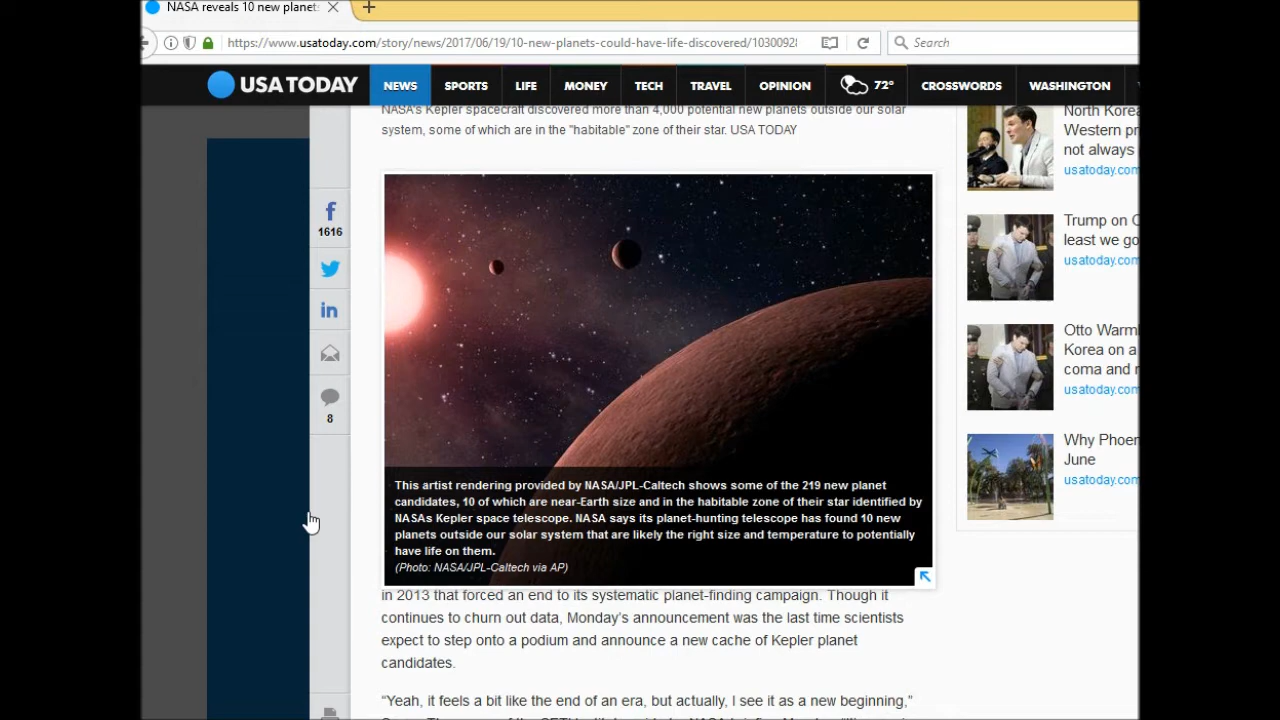 NASA reveals 10 new planets
https://www.usatoday.com/story/news/2017/06/19/10-new-planets-could-have-life-discovered/10300928
Search
USA TODAY
NEWS
SPORTS
LIFE
MONEY
TECH
TRAVEL
OPINION
72°
CROSSWORDS
WASHINGTON
NASA's Kepler spacecraft discovered more than 4,000 potential new planets outside our solar
system, some of which are in the "habitable" zone of their star. USA TODAY
f
1616
in
8
This artist rendering provided by NASA/JPL-Caltech shows some of the 219 new planet
candidates, 10 of which are near-Earth size and in the habitable zone of their star identified by
NASAs Kepler space telescope. NASA says its planet-hunting telescope has found 10 new
planets outside our solar system that are likely the right size and temperature to potentially
have life on them.
(Photo: NASA/JPL-Caltech via AP)
in 2013 that forced an end to its systematic planet-finding campaign. Though it
continues to churn out data, Monday's announcement was the last time scientists
expect to step onto a podium and announce a new cache of Kepler planet
candidates.
“Yeah, it feels a bit like the end of an era, but actually, I see it as a new beginning,”
North Korea
Western pr
not always
usatoday.com
Trump on O
least we go
usatoday.com
Otto Warmb
Korea on a
coma and r
usatoday.com
Why Phoen
June
usatoday.com